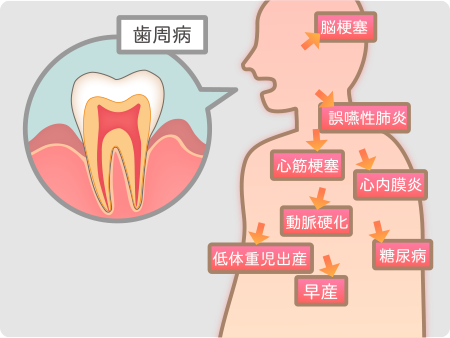 歯周病
脳梗塞
誤嚥性肺炎
心筋梗塞
心内膜炎
動脈硬化
低体重児出産
糖尿病
早産